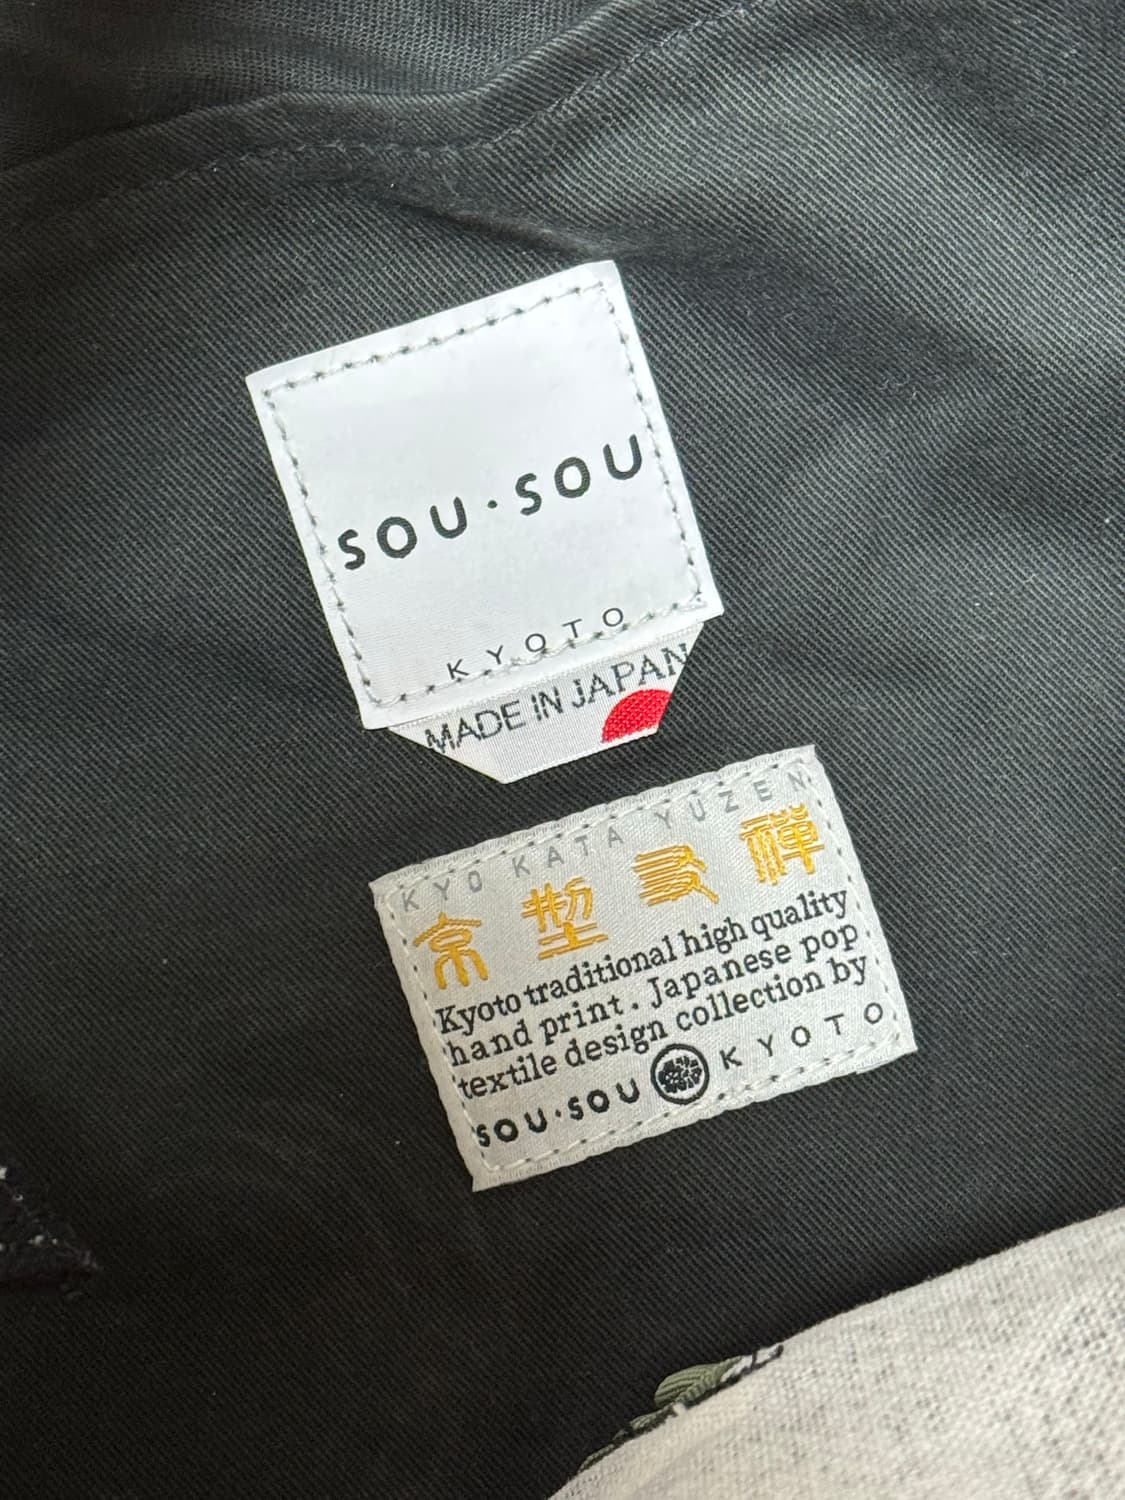 SOU・SOU
KYOTO
MADE IN JAPAN
KYO KATA YUZEN
京型友禅
Kyoto traditional high quality
hand print. Japanese pop
textile design collection by
SOU・SOU KYOTO